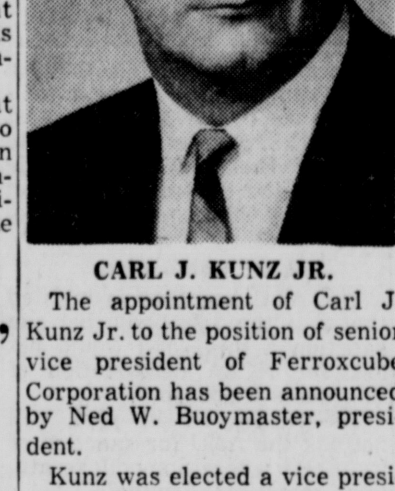 CARL J. KUNZ JR.
The appointment of Carl J
Kunz Jr. to the position of senior
vice president of Ferroxcube
Corporation has been announced
by Ned W. Buoymaster, presi-
dent.
Kunz was elected a vice presi-